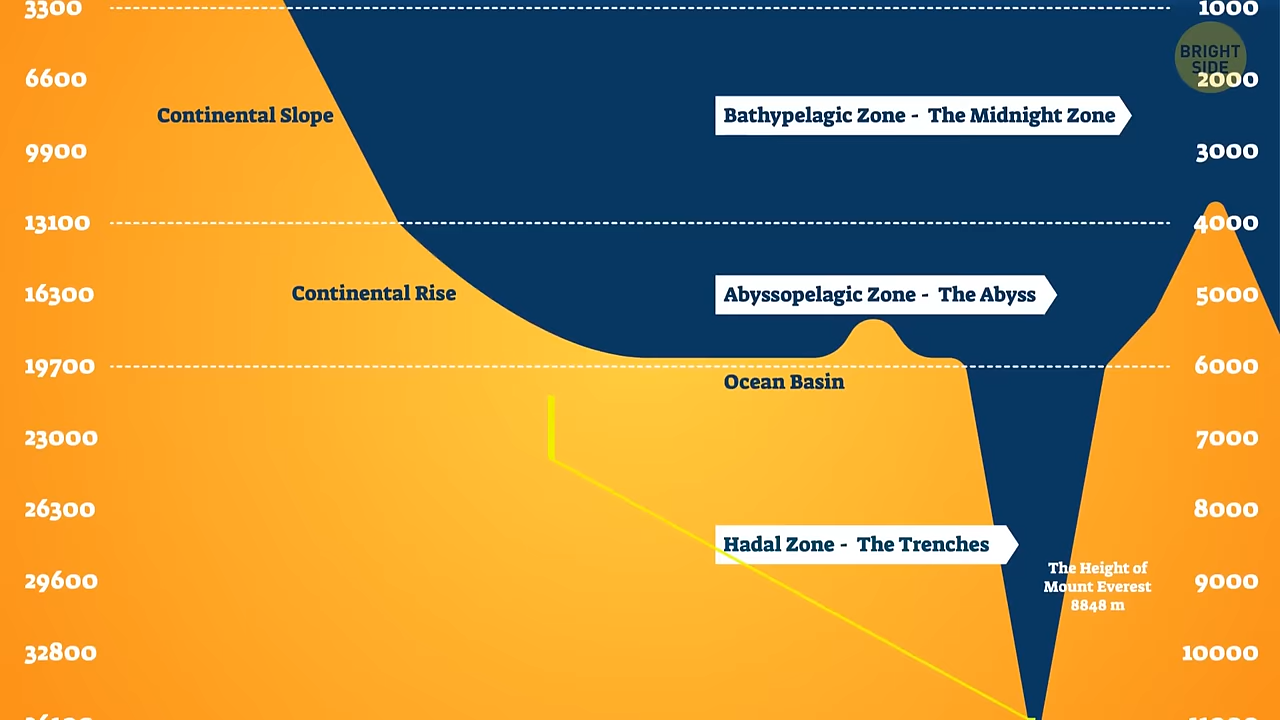 3300
1000
BRIGHT
SIDE
6600
2000
Continental Slope
Bathypelagic Zone - The Midnight Zone
9900
3000
13100
4000
Continental Rise
16300
Abyssopelagic Zone - The Abyss
5000
19700
6000
Ocean Basin
23000
7000
26300
8000
Hadal Zone - The Trenches
The Height of
Mount Everest
8848 m
29600
9000
32800
10000